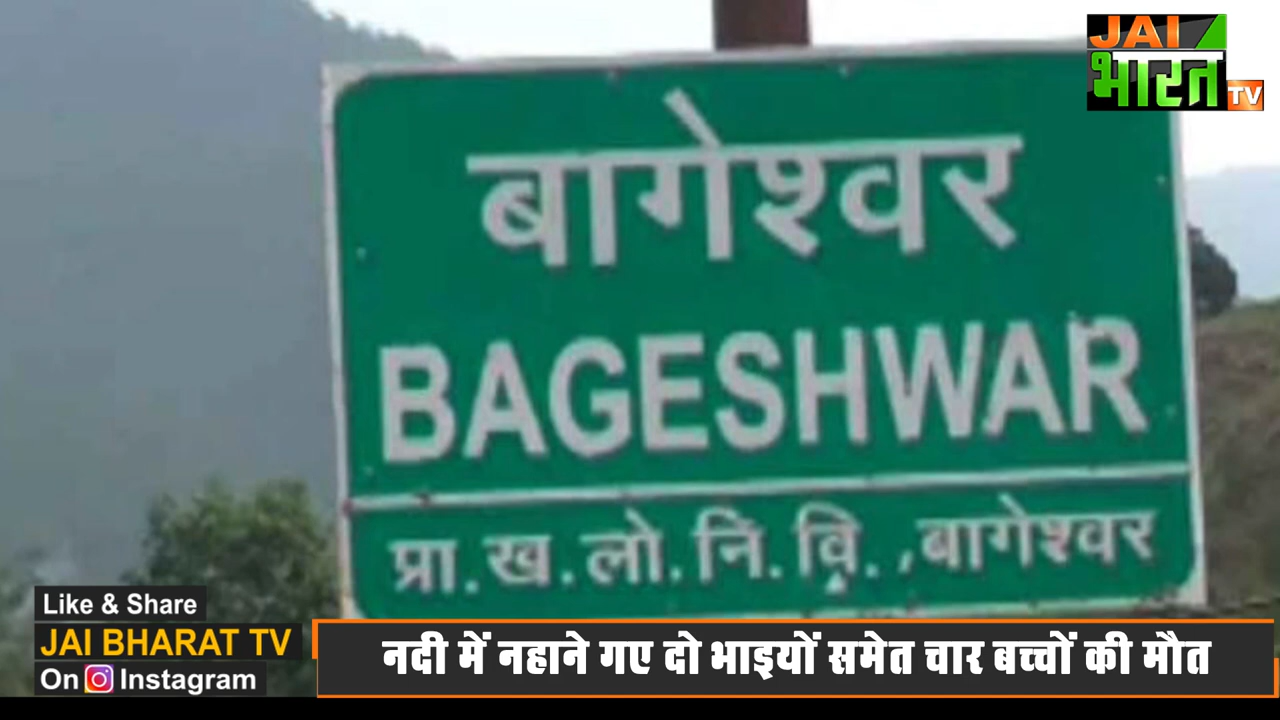 JAI
भारत
TV
बागेश्वर
BAGESHWAR
प्रा.ख.लो.नि.वि.,बागेश्वर
Like & Share
JAI BHARAT TV
On Instagram
नदी में नहाने गए दो भाइयों समेत चार बच्चों की मौत